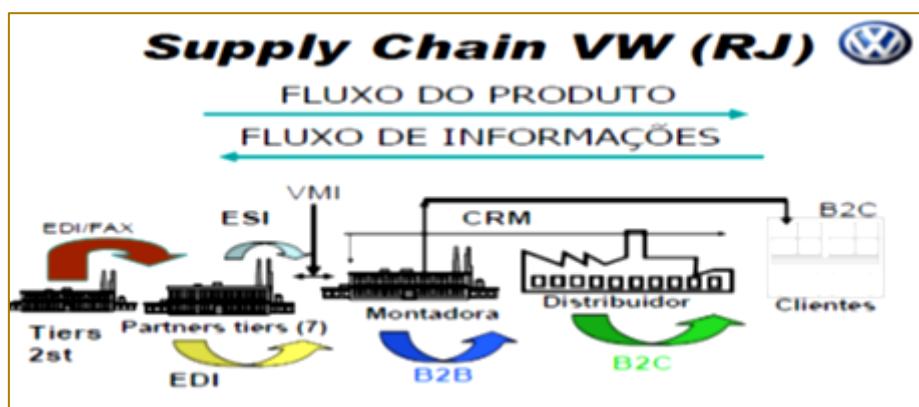 Supply Chain VW (RJ)
FLUXO DO PRODUTO
FLUXO DE INFORMAÇÕES
VMI
EDI/FAX
ESI
CRM
B2C
Tiers
2st
Partners tiers (7)
Montadora
Distribuidor
Clientes
EDI
B2B
B2C